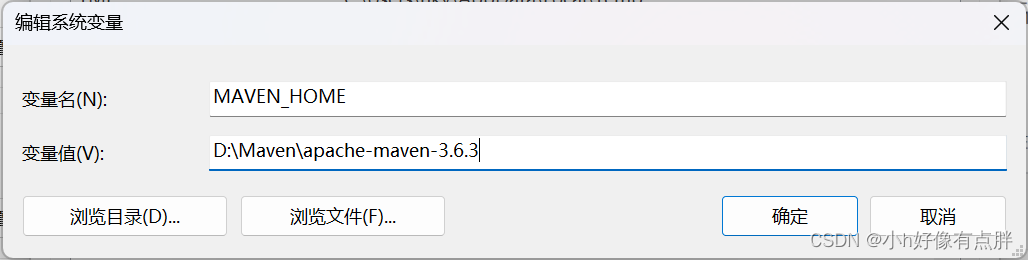 编辑系统变量
变量名(N):
MAVEN_HOME
变量值(V):
D:\Maven\apache-maven-3.6.3
浏览目录(D)...
浏览文件(F)...
确定
取消
CSDN @小h好像有点胖